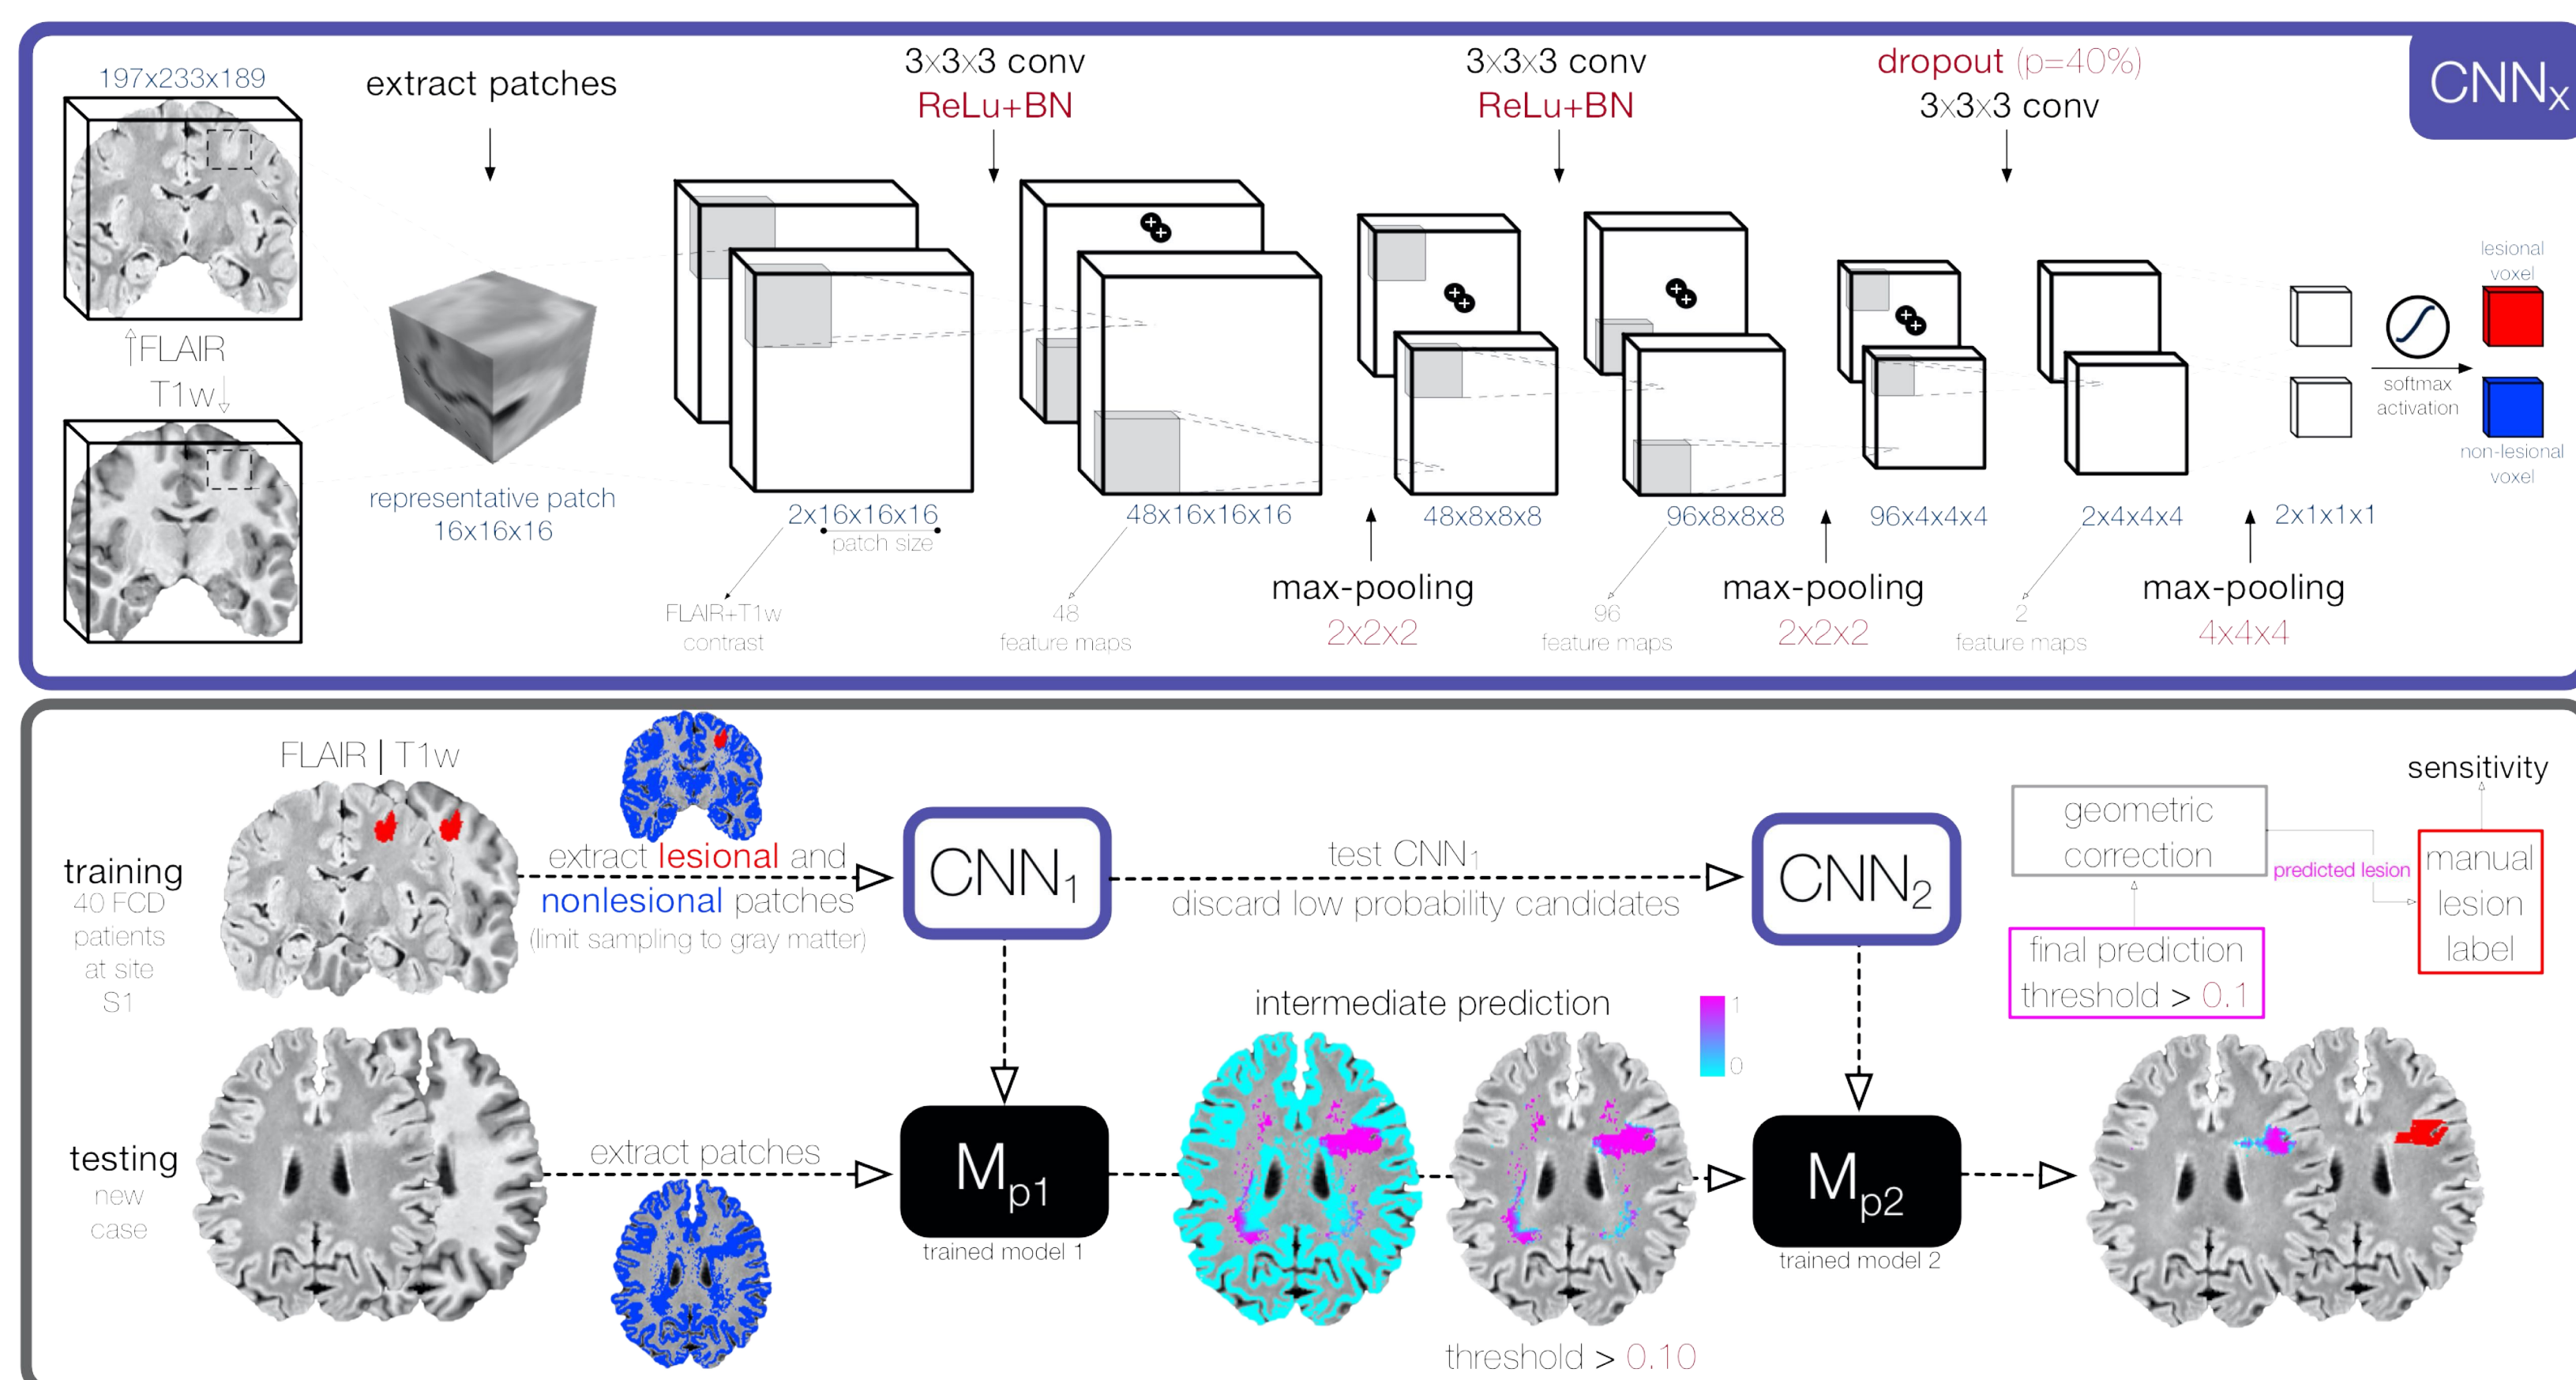 197x233x189
extract patches
3x3x3 conv
ReLu+BN
3x3x3 conv
ReLu+BN
dropout (p=40%)
3x3x3 conv
CNNx
↑FLAIR
T1w↓
representative patch
16x16x16
2x16x16x16
patch size
FLAIR+T1w
contrast
48x16x16x16
48
feature maps
max-pooling
2x2x2
48x8x8x8
96x8x8x8
96
feature maps
max-pooling
2x2x2
96x4x4x4
2x4x4x4
2
feature maps
max-pooling
4x4x4
2x1x1x1
softmax
activation
lesional
voxel
non-lesional
voxel
FLAIR | T1w
training
40 FCD
patients
at site
S1
extract lesional and
nonlesional patches
(limit sampling to gray matter)
CNN1
test CNN1
discard low probability candidates
CNN2
geometric
correction
final prediction
threshold > 0.1
predicted lesion
sensitivity
manual
lesion
label
testing
new
case
extract patches
Mp1
trained model 1
intermediate prediction
1
0
threshold > 0.10
Mp2
trained model 2